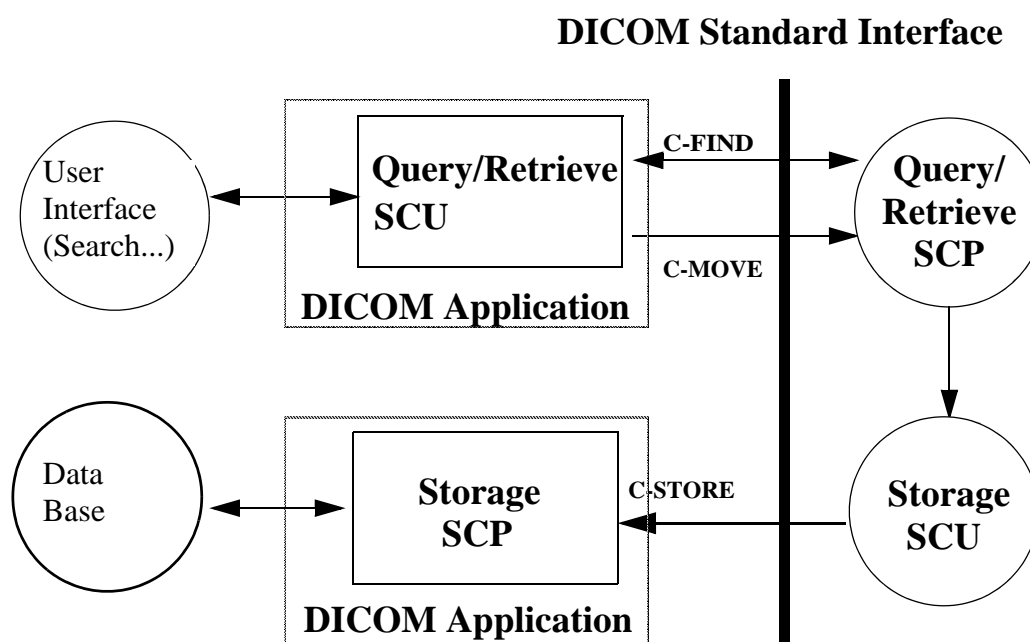 DICOM Standard Interface
User
Interface
(Search...)
Query/Retrieve
SCU
C-FIND
C-MOVE
Query/
Retrieve
SCP
DICOM Application
Data
Base
Storage
SCP
C-STORE
Storage
SCU
DICOM Application